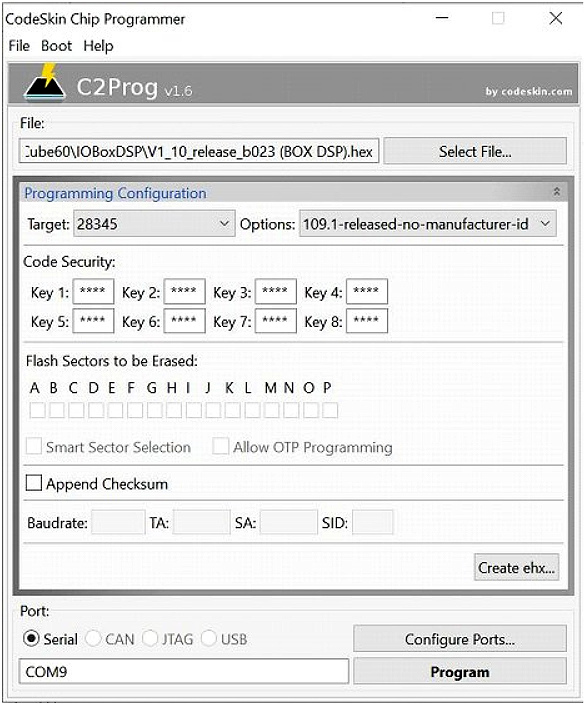 CodeSkin Chip Programmer
File Boot Help
C2Prog v1.6
by codeskin.com
File:
Cube60\IOBoxDSP\V1_10_release_b023 (BOX DSP).hex Select File...
Programming Configuration
Target: 28345 Options: 109.1-released-no-manufacturer-id
Code Security:
Key 1: **** Key 2: **** Key 3: **** Key 4: ****
Key 5: **** Key 6: **** Key 7: **** Key 8: ****
Flash Sectors to be Erased:
A B C D E F G H I J K L M N O P
Smart Sector Selection Allow OTP Programming
Append Checksum
Baudrate: TA: SA: SID:
Create ehx...
Port:
Serial CAN JTAG USB Configure Ports...
COM9 Program